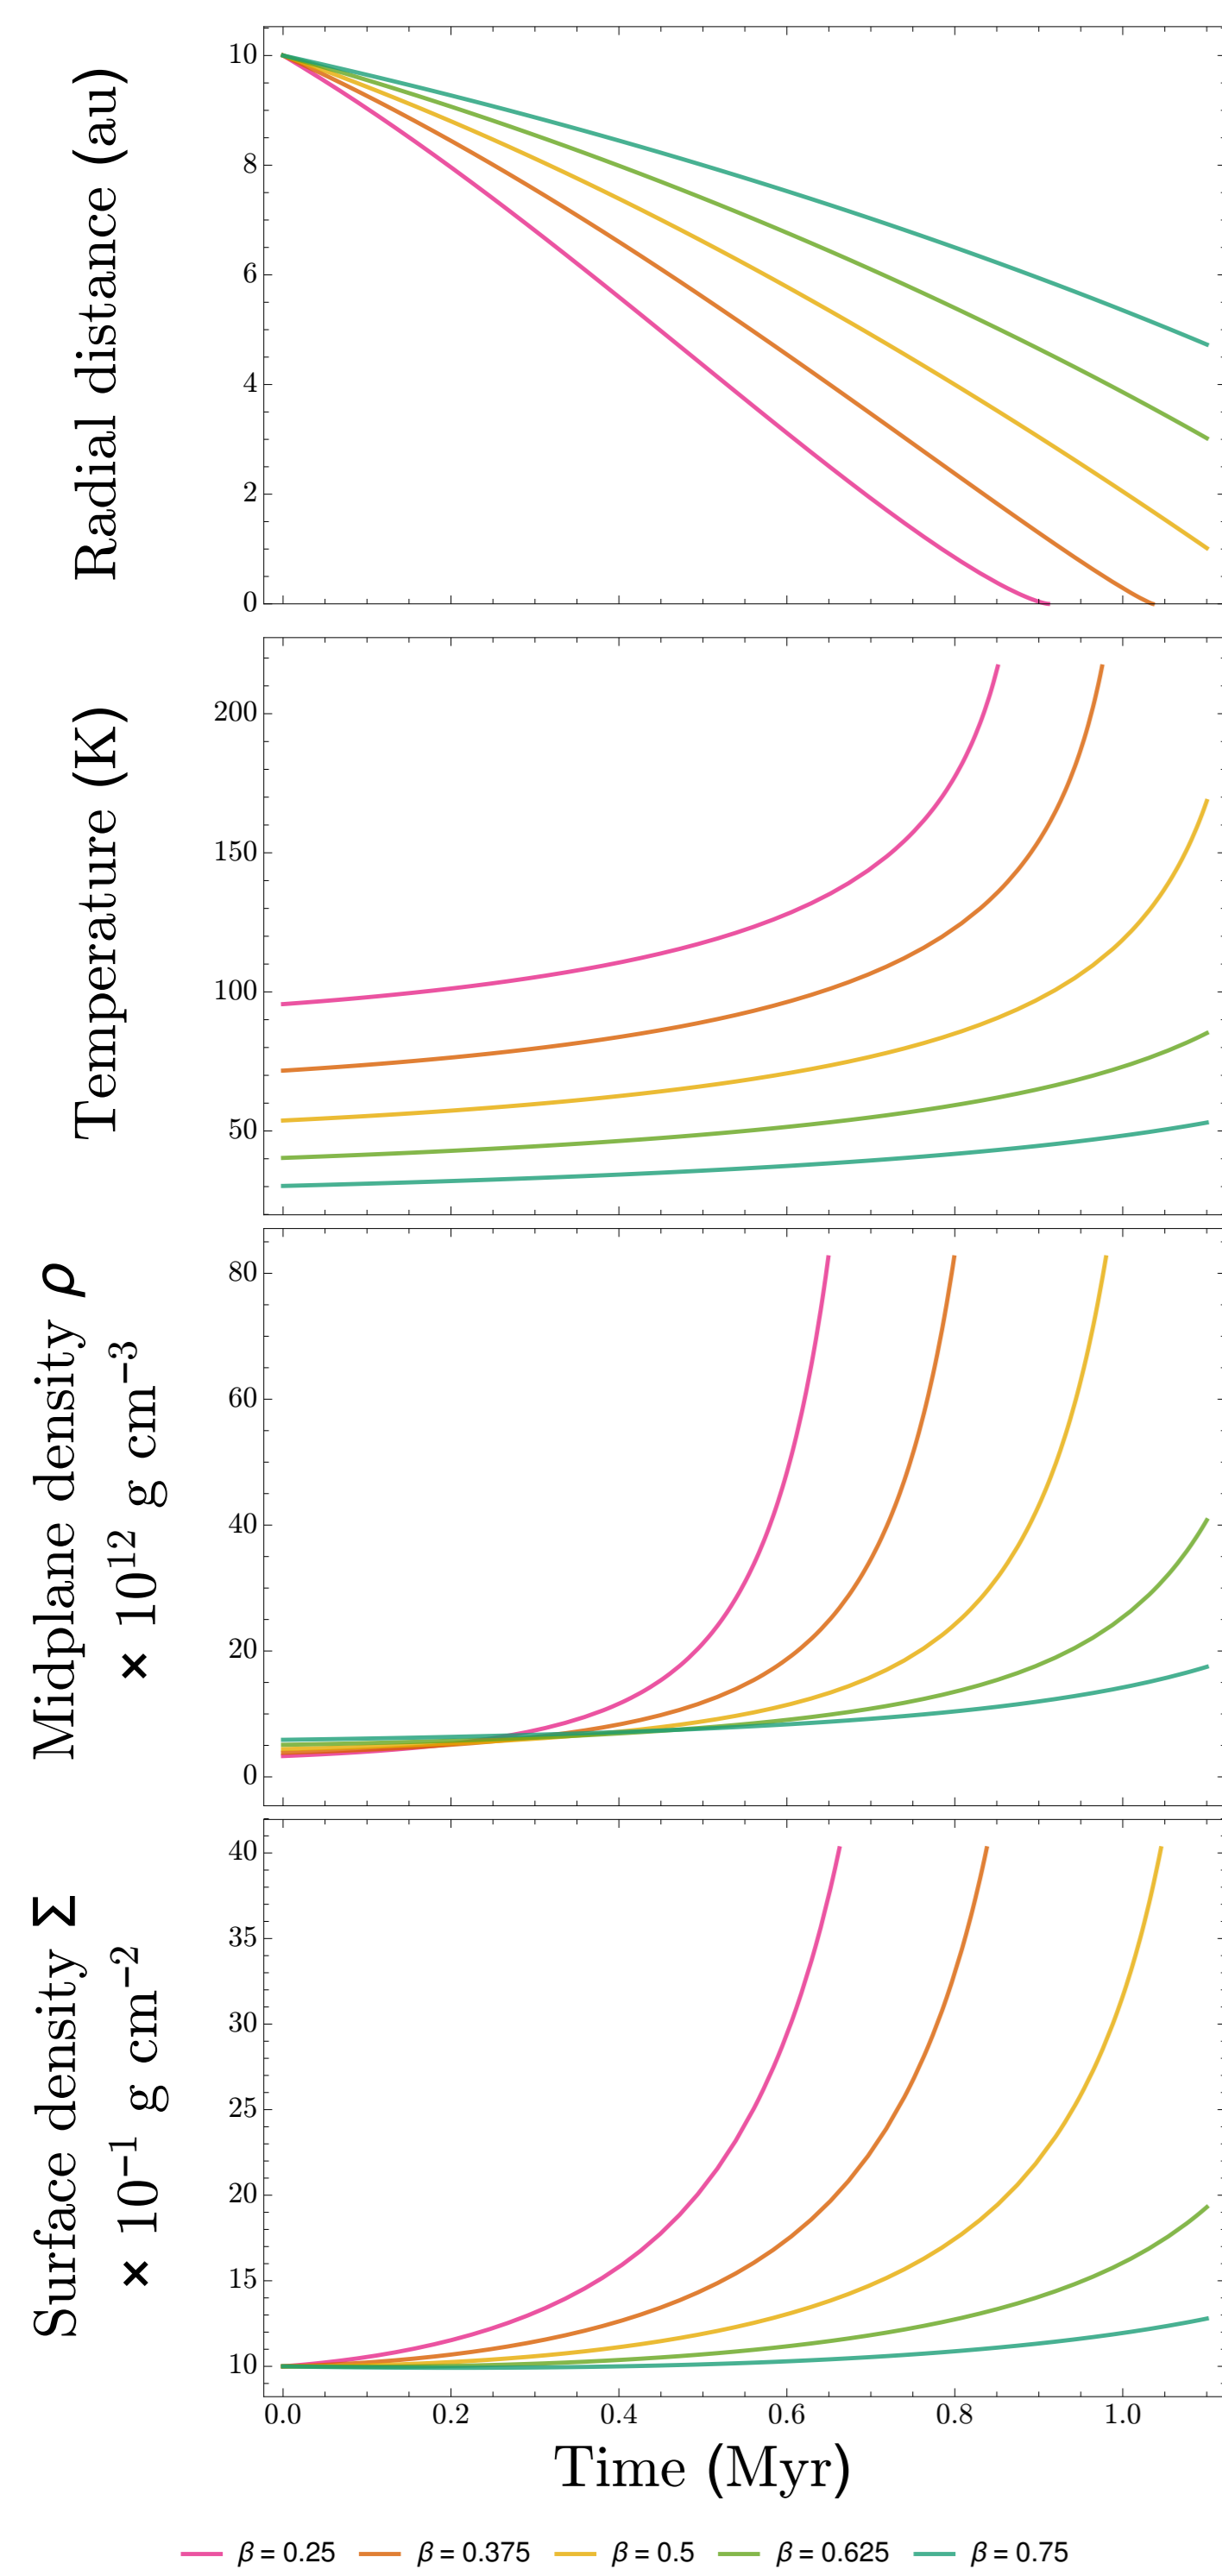 Radial distance (au)
10
8
6
4
2
0
Temperature (K)
200
150
100
50
Midplane density ρ
× 10¹² g cm⁻³
80
60
40
20
0
Surface density Σ
× 10⁻¹ g cm⁻²
40
35
30
25
20
15
10
0.0 0.2 0.4 0.6 0.8 1.0
Time (Myr)
β = 0.25 β = 0.375 β = 0.5 β = 0.625 β = 0.75